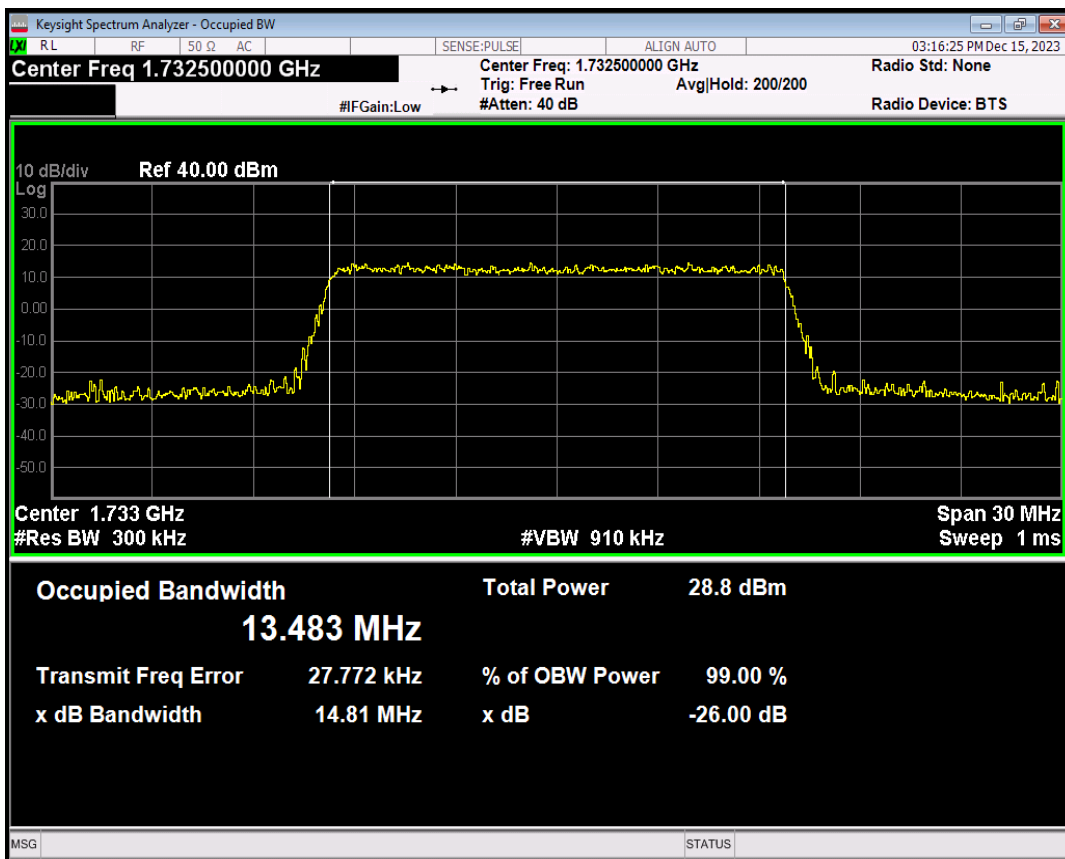 Keysight Spectrum Analyzer - Occupied BW
LXI RL RF 50 Ω AC SENSE:PULSE ALIGN AUTO 03:16:25 PM Dec 15, 2023
Center Freq 1.732500000 GHz Center Freq: 1.732500000 GHz Radio Std: None
Trig: Free Run Avg|Hold: 200/200
#IFGain:Low #Atten: 40 dB Radio Device: BTS
10 dB/div Ref 40.00 dBm
Log
30.0
20.0
10.0
0.00
-10.0
-20.0
-30.0
-40.0
-50.0
Center 1.733 GHz Span 30 MHz
#Res BW 300 kHz #VBW 910 kHz Sweep 1 ms
Occupied Bandwidth Total Power 28.8 dBm
13.483 MHz
Transmit Freq Error 27.772 kHz % of OBW Power 99.00 %
x dB Bandwidth 14.81 MHz x dB -26.00 dB
MSG STATUS